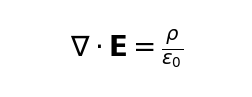 ∇ · 𝐄 = ρ/ε₀